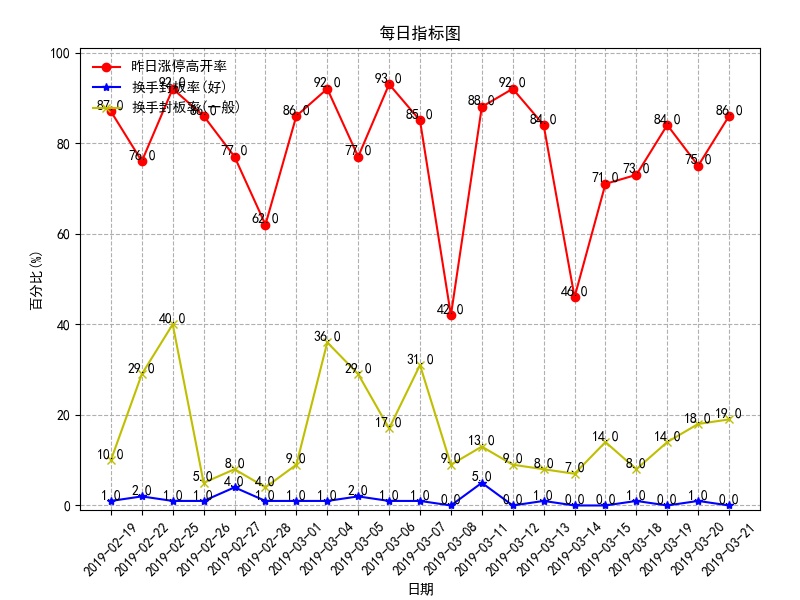 每日指标图
昨日涨停高开率
换手封板率(好)
换手封板率(一般)
百分比(%)
100
80
60
40
20
0
87.0 76.0 92.0 86.0 77.0 62.0 86.0 92.0 77.0 93.0 85.0 42.0 88.0 92.0 84.0 46.0 71.0 73.0 84.0 75.0 86.0
10.0 29.0 40.0 5.0 8.0 4.0 9.0 36.0 29.0 17.0 31.0 9.0 13.0 9.0 8.0 7.0 14.0 8.0 14.0 18.0 19.0
1.0 2.0 1.0 1.0 4.0 1.0 1.0 1.0 2.0 1.0 1.0 0.0 5.0 0.0 1.0 0.0 0.0 1.0 0.0 1.0 0.0
2019-02-19 2019-02-22 2019-02-25 2019-02-26 2019-02-27 2019-02-28 2019-03-01 2019-03-04 2019-03-05 2019-03-06 2019-03-07 2019-03-08 2019-03-11 2019-03-12 2019-03-13 2019-03-14 2019-03-15 2019-03-18 2019-03-19 2019-03-20 2019-03-21
日期